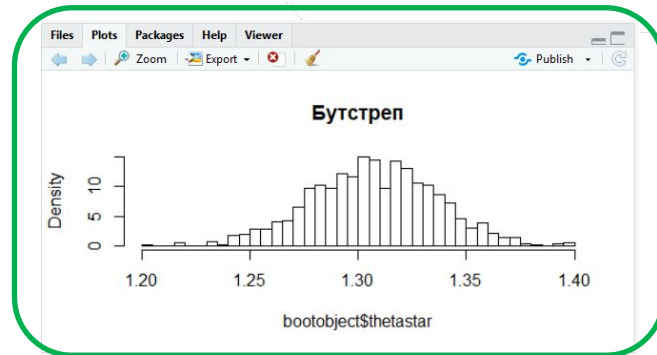 Files Plots Packages Help Viewer
Zoom Export Publish
Бутстреп
Density
10
5
0
1.20 1.25 1.30 1.35 1.40
bootobject$thetastar